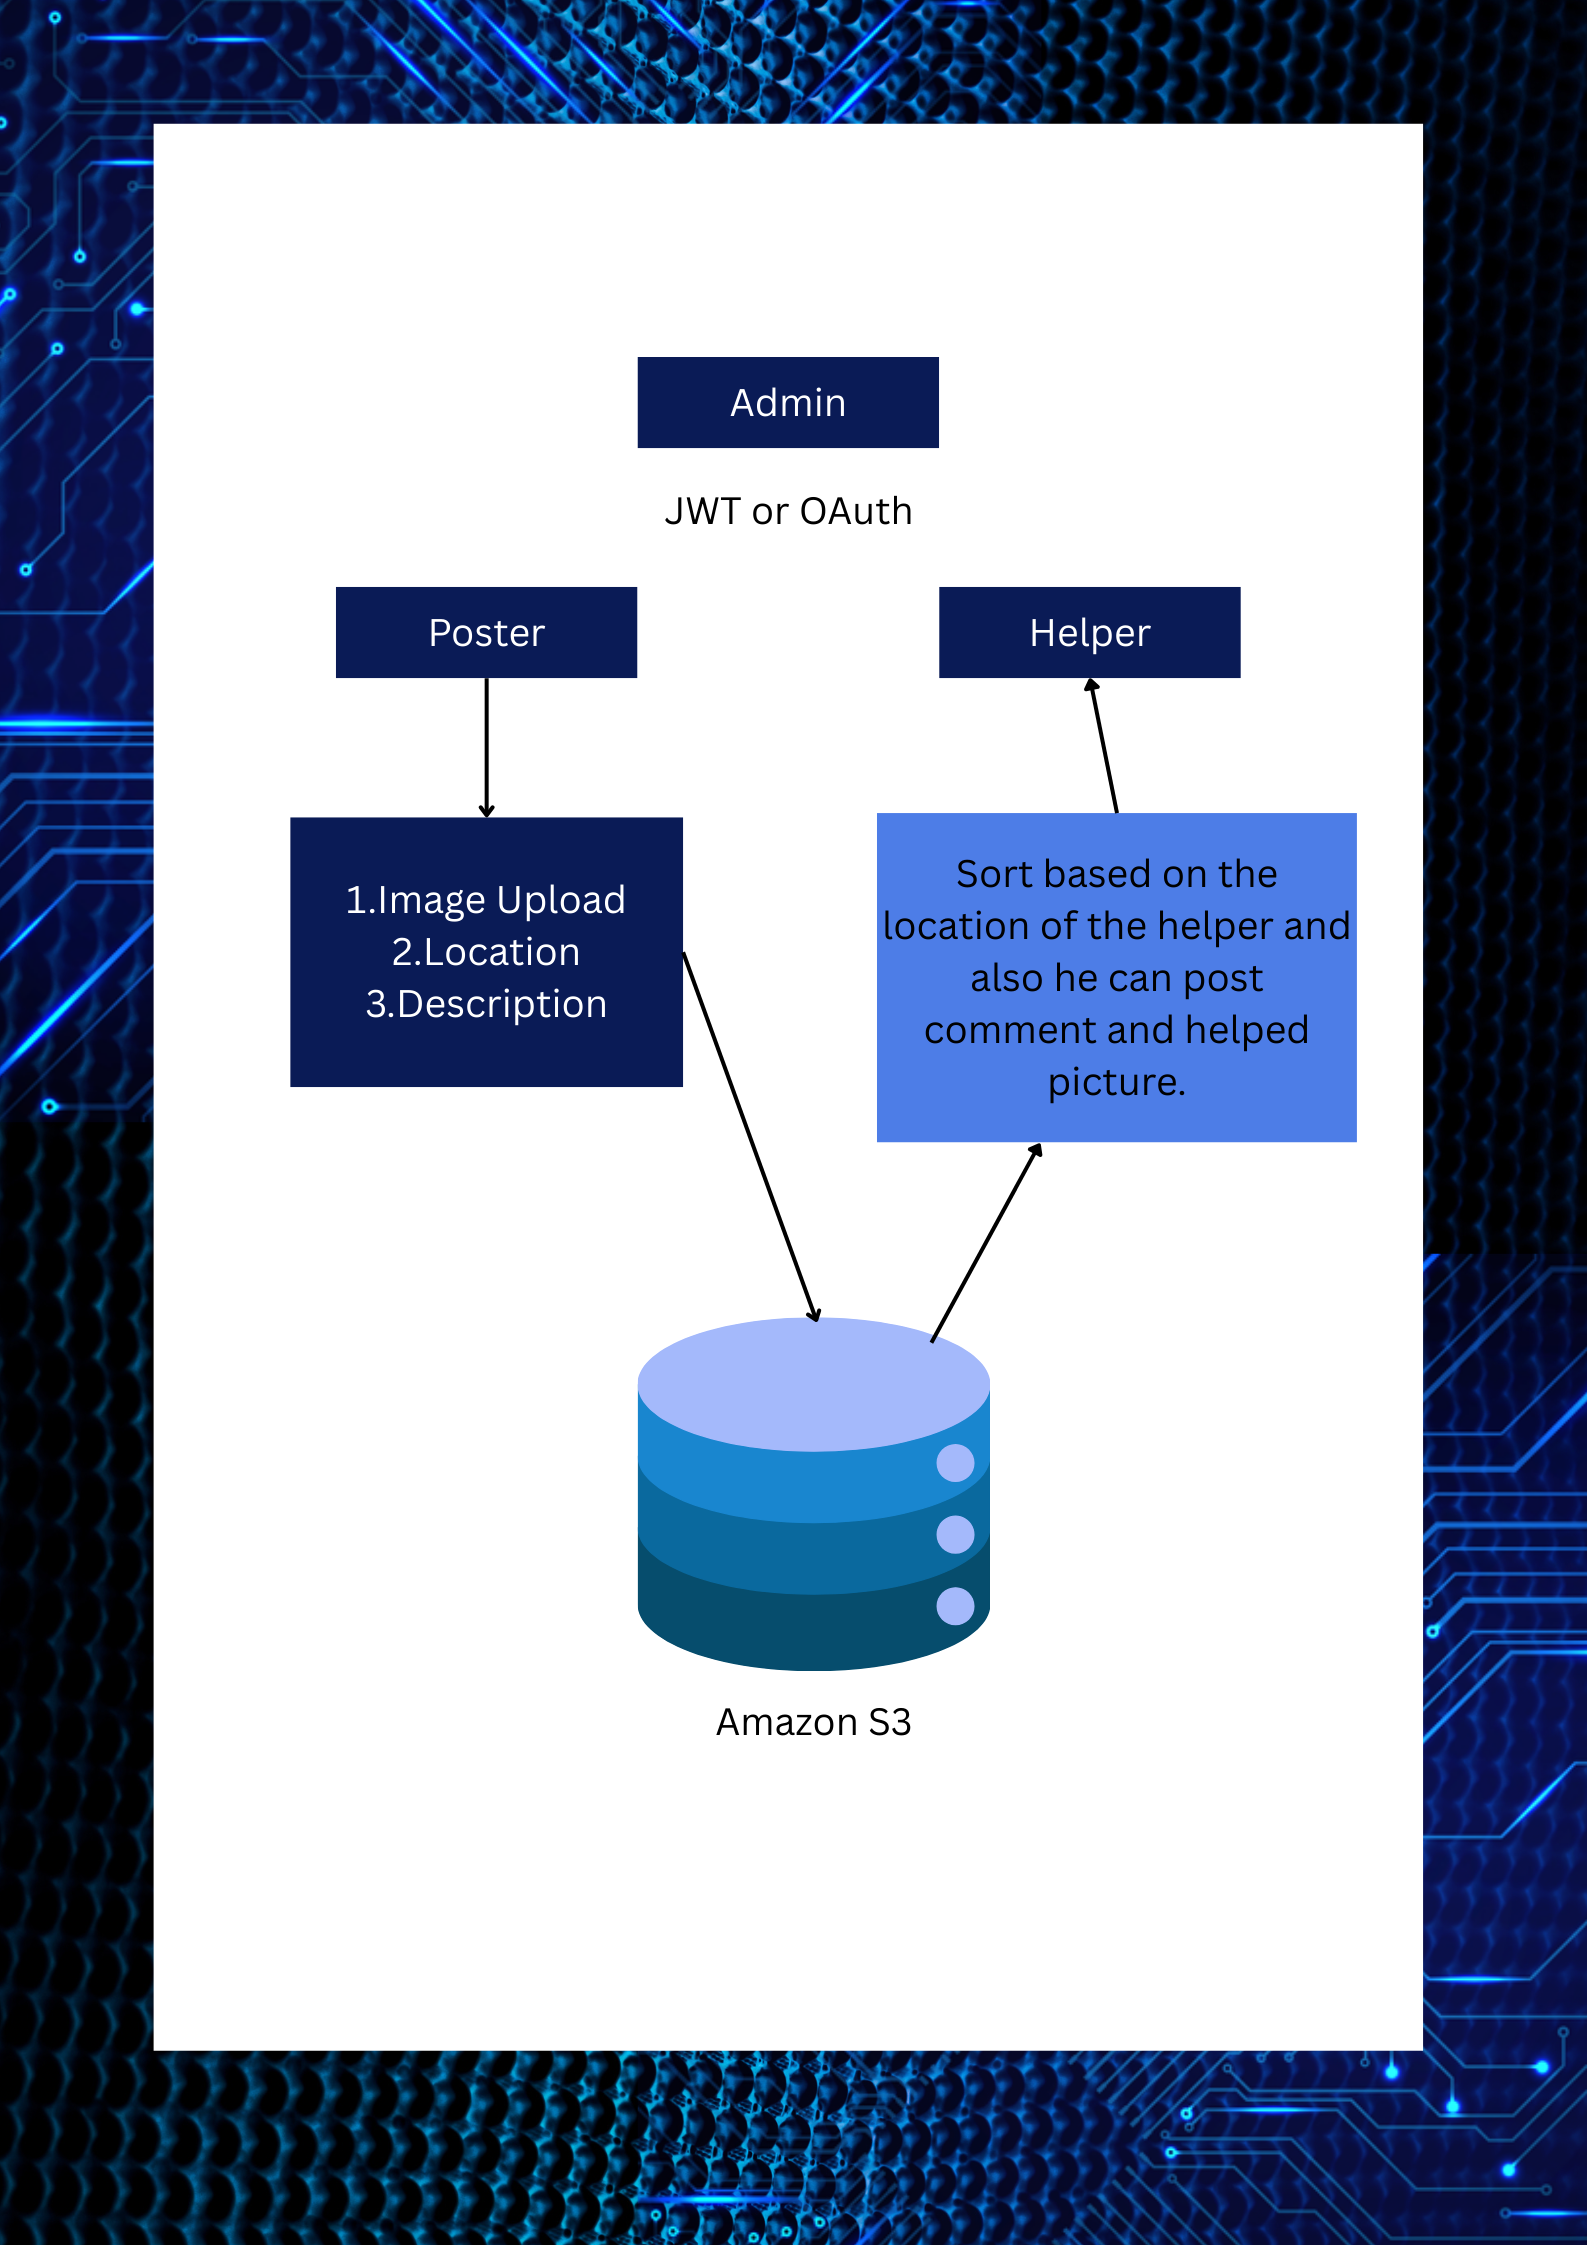 Admin
JWT or OAuth
Poster
Helper
1.Image Upload
2.Location
3.Description
Sort based on the
location of the helper and
also he can post
comment and helped
picture.
Amazon S3